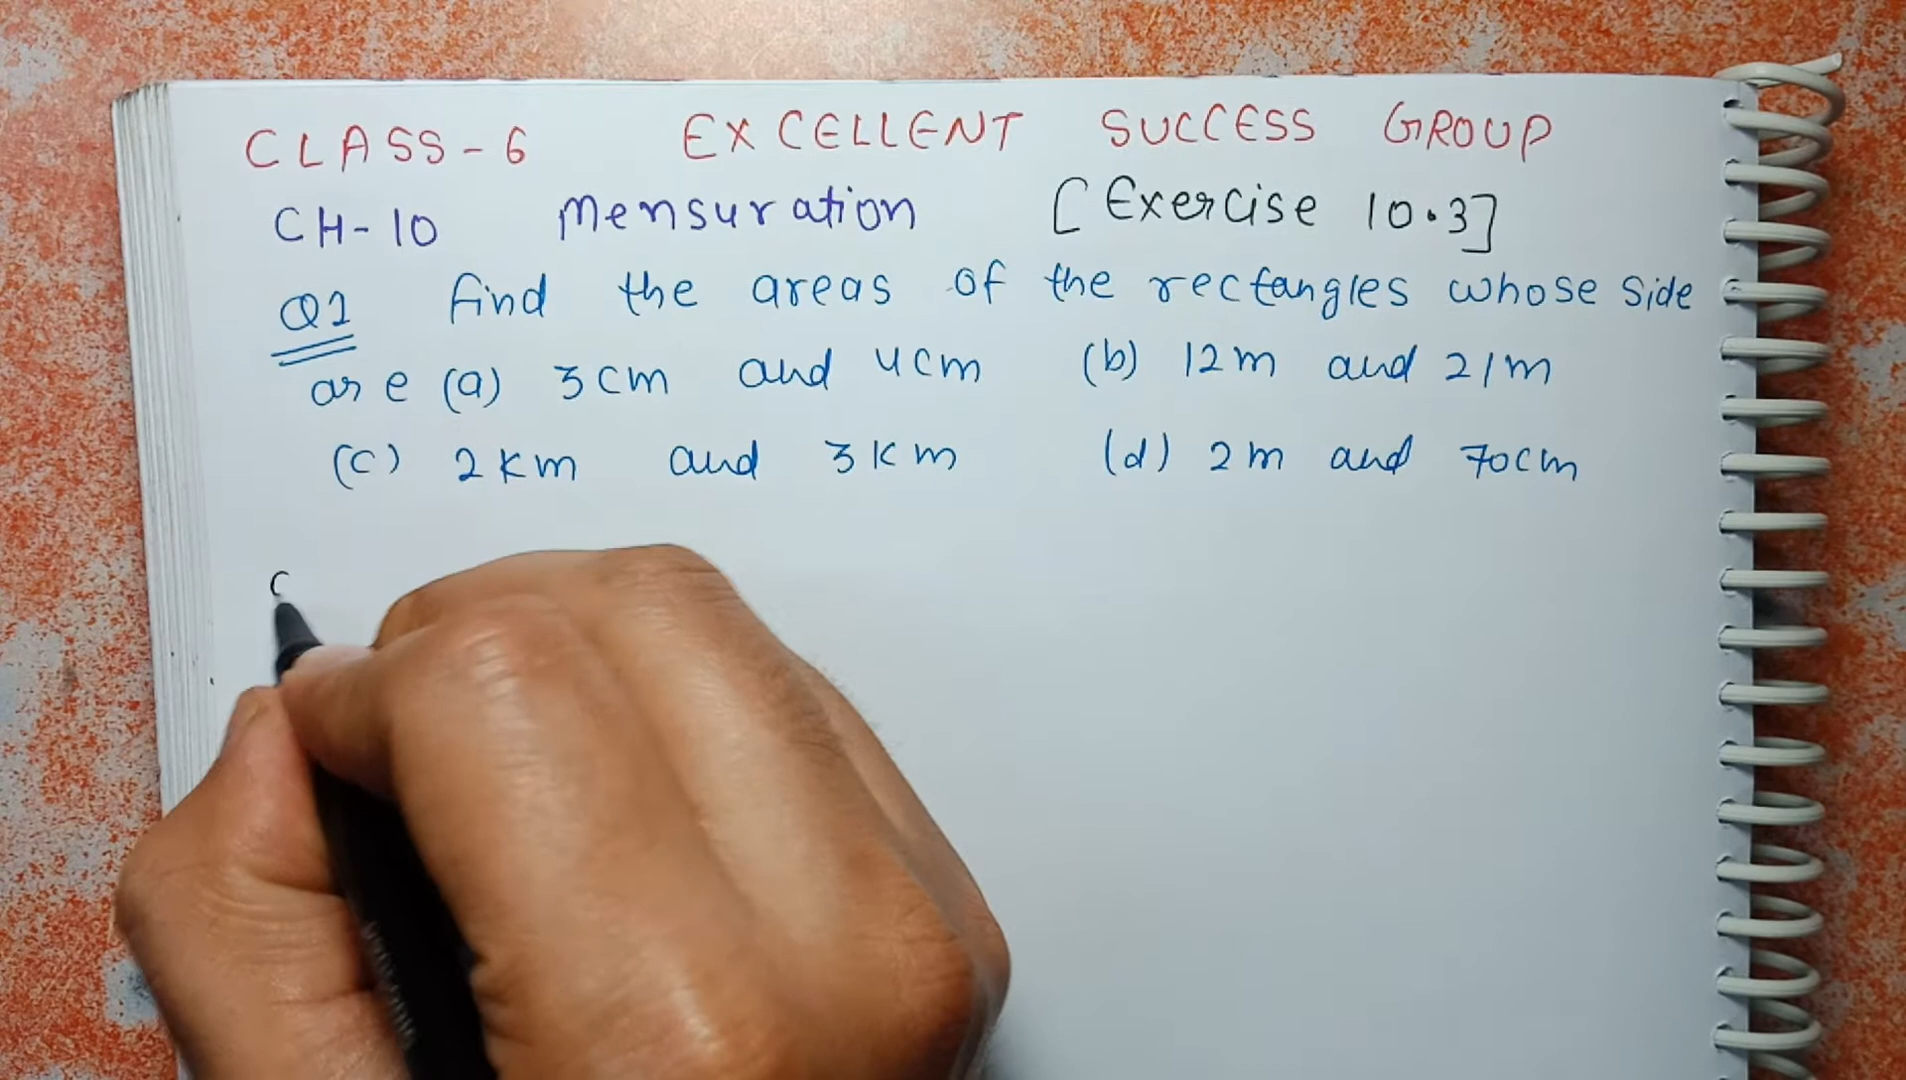 CLASS-6 EXCELLENT SUCCESS GROUP
CH-10 Mensuration [Exercise 10.3]
Q1 find the areas of the rectangles whose side
are (a) 3cm and 4cm (b) 12m and 21m
(c) 2km and 3km (d) 2m and 70cm